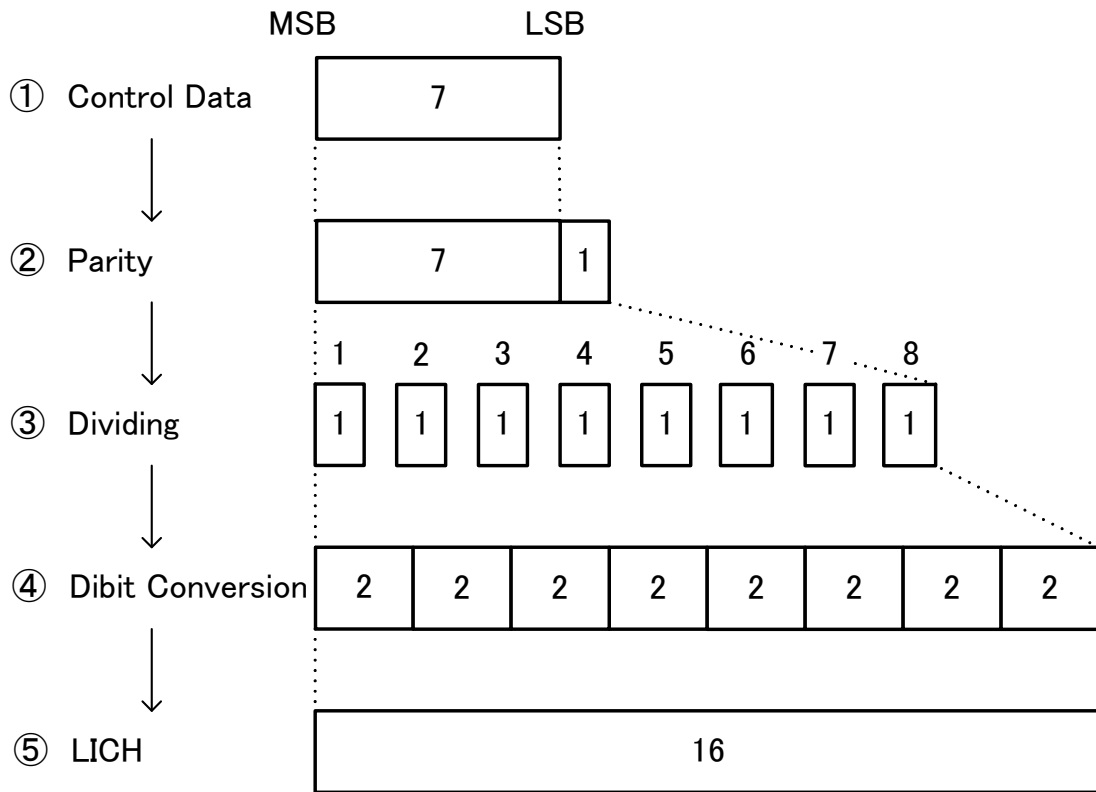 MSB LSB
① Control Data 7
② Parity 7 1
1 2 3 4 5 6 7 8
③ Dividing 1 1 1 1 1 1 1 1
④ Dibit Conversion 2 2 2 2 2 2 2 2
⑤ LICH 16